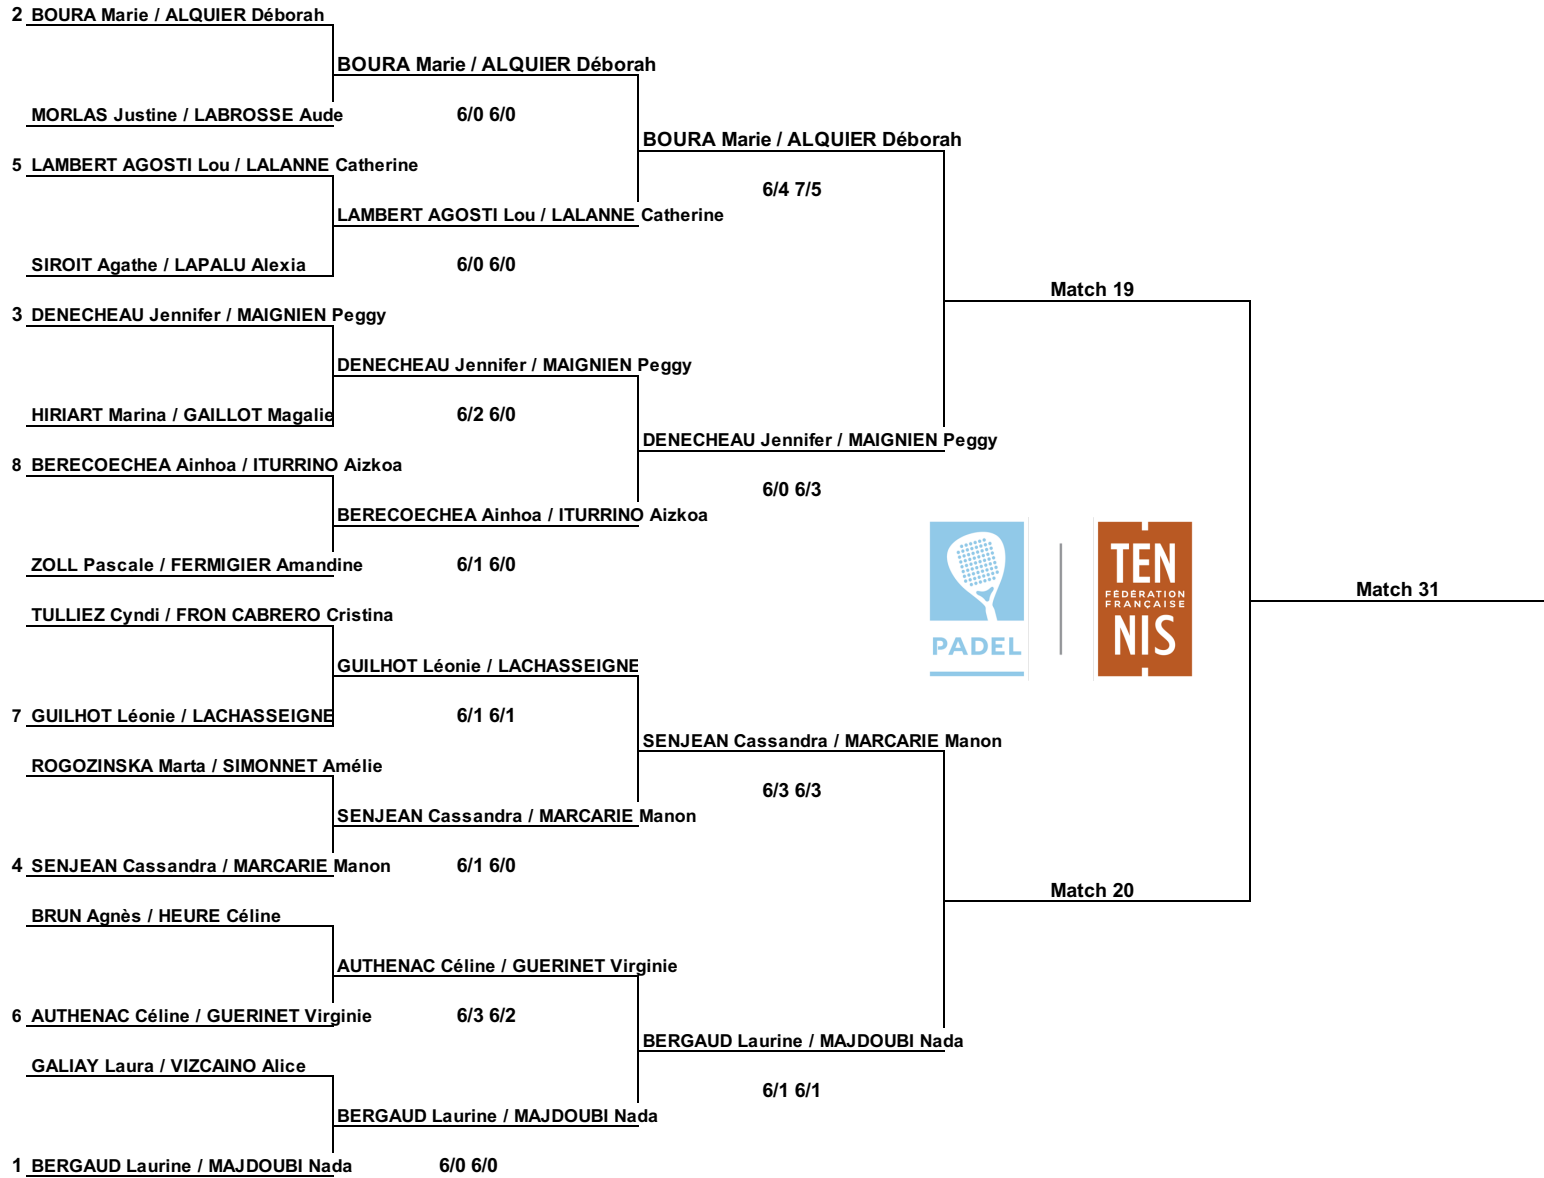 2 BOURA Marie / ALQUIER Déborah
BOURA Marie / ALQUIER Déborah
MORLAS Justine / LABROSSE Aude
6/0 6/0
BOURA Marie / ALQUIER Déborah
5 LAMBERT AGOSTI Lou / LALANNE Catherine
6/4 7/5
LAMBERT AGOSTI Lou / LALANNE Catherine
SIROIT Agathe / LAPALU Alexia
6/0 6/0
Match 19
3 DENECHEAU Jennifer / MAIGNIEN Peggy
DENECHEAU Jennifer / MAIGNIEN Peggy
HIRIART Marina / GAILLOT Magalie
6/2 6/0
DENECHEAU Jennifer / MAIGNIEN Peggy
8 BERECOECHEA Ainhoa / ITURRINO Aizkoa
6/0 6/3
BERECOECHEA Ainhoa / ITURRINO Aizkoa
ZOLL Pascale / FERMIGIER Amandine
6/1 6/0
PADEL
TEN
FÉDÉRATION
FRANÇAISE
NIS
Match 31
TULLIEZ Cyndi / FRON CABRERO Cristina
GUILHOT Léonie / LACHASSEIGNE
7 GUILHOT Léonie / LACHASSEIGNE
6/1 6/1
SENJEAN Cassandra / MARCARIE Manon
ROGOZINSKA Marta / SIMONNET Amélie
6/3 6/3
SENJEAN Cassandra / MARCARIE Manon
4 SENJEAN Cassandra / MARCARIE Manon
6/1 6/0
Match 20
BRUN Agnès / HEURE Céline
AUTHENAC Céline / GUERINET Virginie
6 AUTHENAC Céline / GUERINET Virginie
6/3 6/2
BERGAUD Laurine / MAJDOUBI Nada
GALIAY Laura / VIZCAINO Alice
6/1 6/1
BERGAUD Laurine / MAJDOUBI Nada
1 BERGAUD Laurine / MAJDOUBI Nada
6/0 6/0